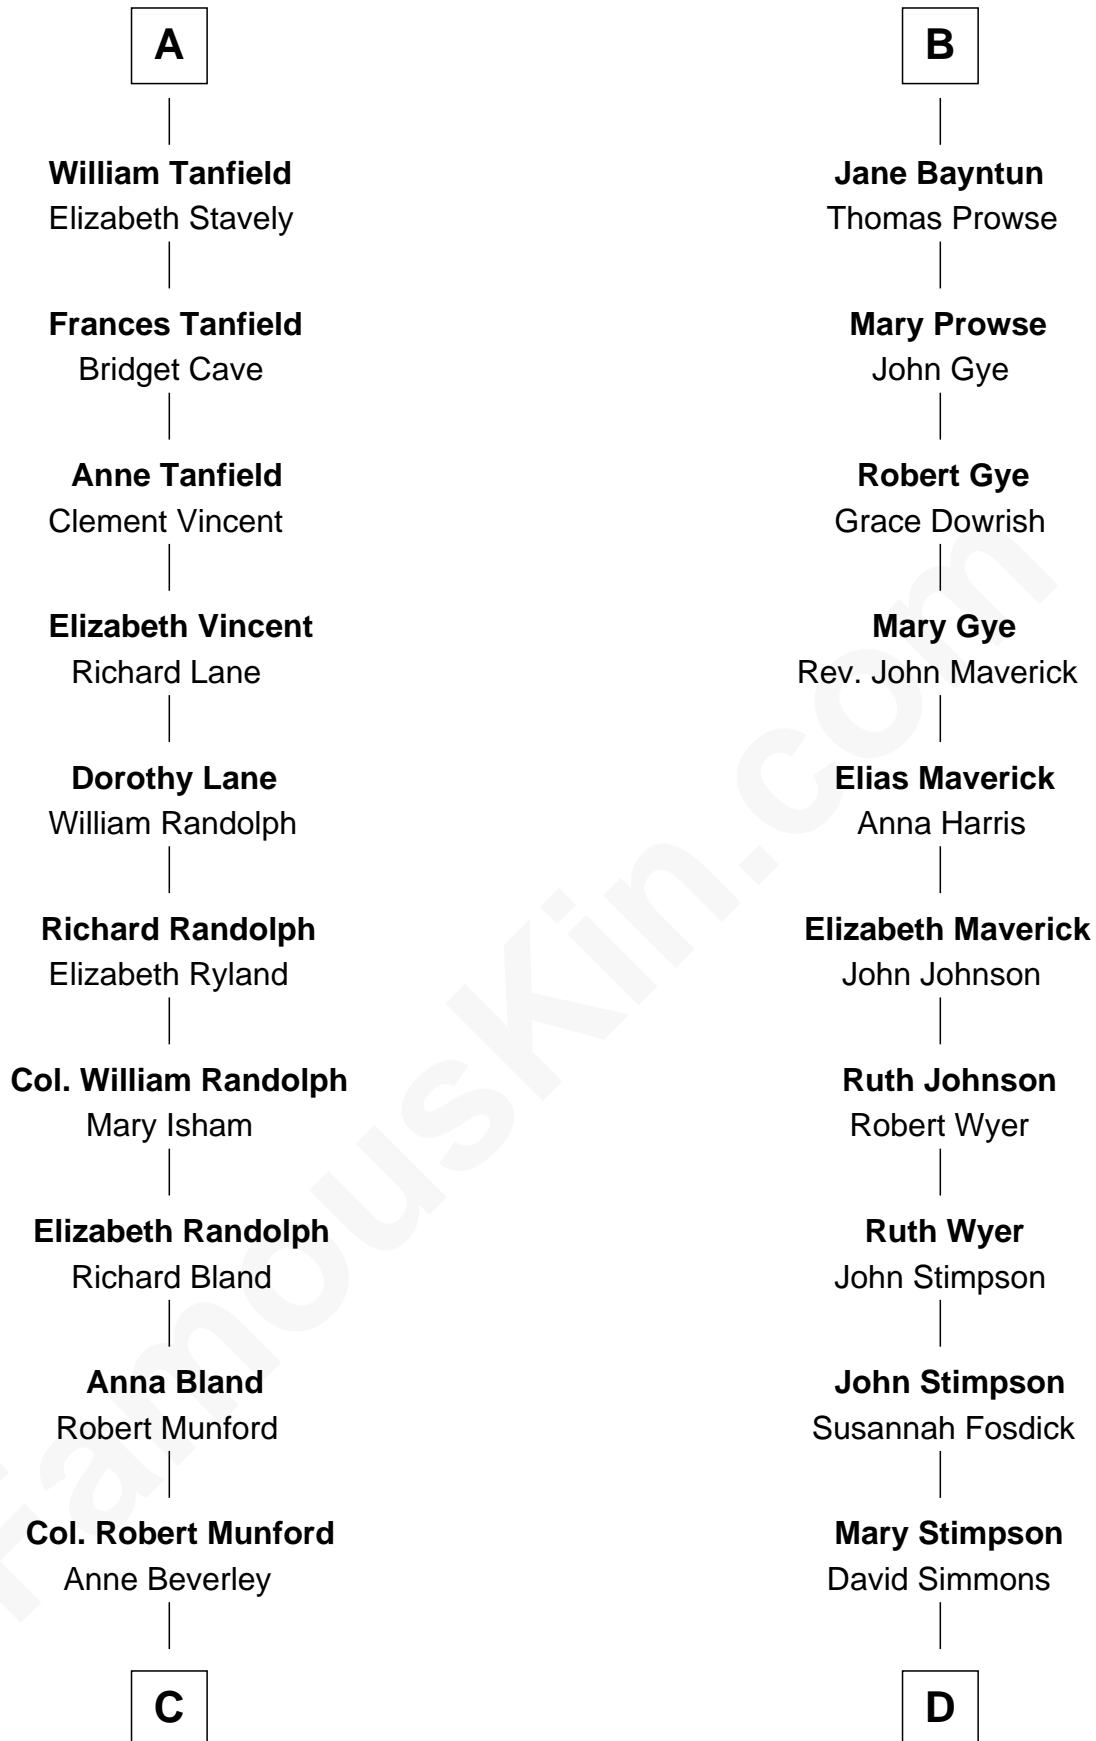 A
William Tanfield
Elizabeth Stavely
Frances Tanfield
Bridget Cave
Anne Tanfield
Clement Vincent
Elizabeth Vincent
Richard Lane
Dorothy Lane
William Randolph
Richard Randolph
Elizabeth Ryland
Col. William Randolph
Mary Isham
Elizabeth Randolph
Richard Bland
Anna Bland
Robert Munford
Col. Robert Munford
Anne Beverley
C
B
Jane Bayntun
Thomas Prowse
Mary Prowse
John Gye
Robert Gye
Grace Dowrish
Mary Gye
Rev. John Maverick
Elias Maverick
Anna Harris
Elizabeth Maverick
John Johnson
Ruth Johnson
Robert Wyer
Ruth Wyer
John Stimpson
John Stimpson
Susannah Fosdick
Mary Stimpson
David Simmons
D
FamousKin.com